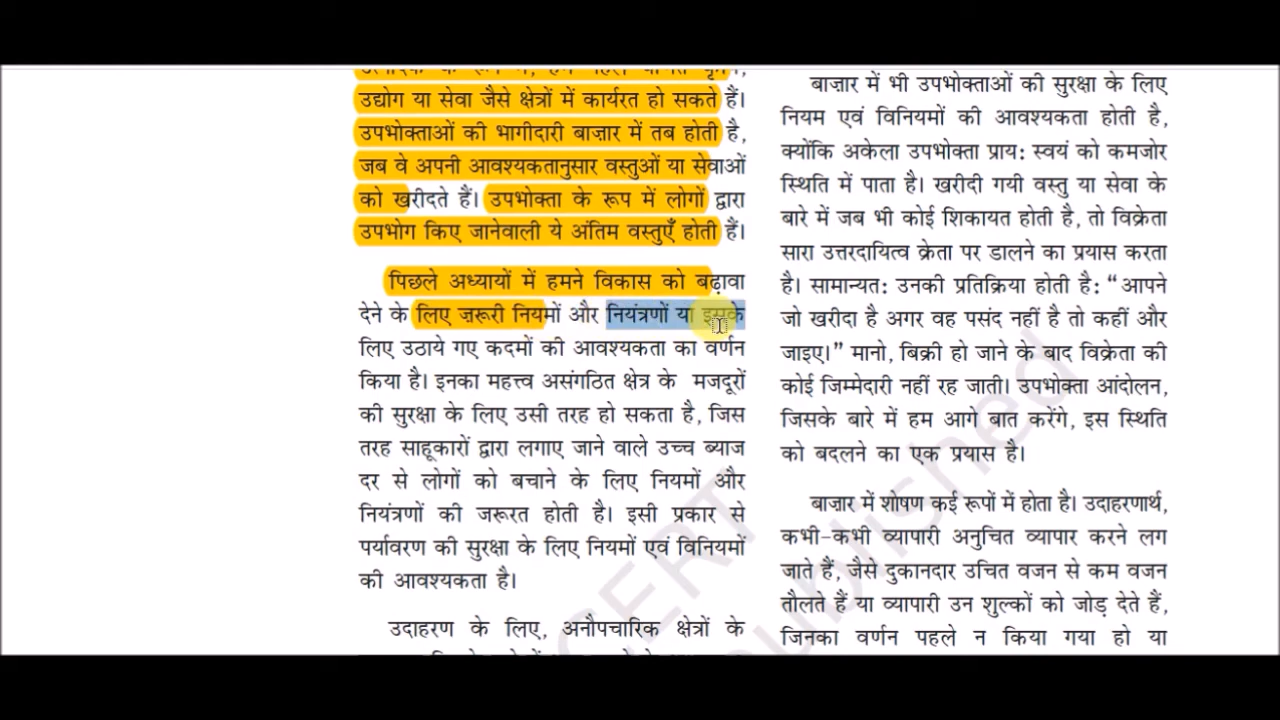 उद्योग या सेवा जैसे क्षेत्रों में कार्यरत हो सकते हैं।
उपभोक्ताओं की भागीदारी बाज़ार में तब होती है,
जब वे अपनी आवश्यकतानुसार वस्तुओं या सेवाओं
को खरीदते हैं। उपभोक्ता के रूप में लोगों द्वारा
उपभोग किए जानेवाली ये अंतिम वस्तुएँ होती हैं।
पिछले अध्यायों में हमने विकास को बढ़ावा
देने के लिए ज़रूरी नियमों और नियंत्रणों या इसके
लिए उठाये गए कदमों की आवश्यकता का वर्णन
किया है। इनका महत्त्व असंगठित क्षेत्र के मजदूरों
की सुरक्षा के लिए उसी तरह हो सकता है, जिस
तरह साहूकारों द्वारा लगाए जाने वाले उच्च ब्याज
दर से लोगों को बचाने के लिए नियमों और
नियंत्रणों की जरूरत होती है। इसी प्रकार से
पर्यावरण की सुरक्षा के लिए नियमों एवं विनियमों
की आवश्यकता है।
उदाहरण के लिए, अनौपचारिक क्षेत्रों के
बाज़ार में भी उपभोक्ताओं की सुरक्षा के लिए
नियम एवं विनियमों की आवश्यकता होती है,
क्योंकि अकेला उपभोक्ता प्राय: स्वयं को कमजोर
स्थिति में पाता है। खरीदी गयी वस्तु या सेवा के
बारे में जब भी कोई शिकायत होती है, तो विक्रेता
सारा उत्तरदायित्व क्रेता पर डालने का प्रयास करता
है। सामान्यत: उनकी प्रतिक्रिया होती है: “आपने
जो खरीदा है अगर वह पसंद नहीं है तो कहीं और
जाइए।” मानो, बिक्री हो जाने के बाद विक्रेता की
कोई जिम्मेदारी नहीं रह जाती। उपभोक्ता आंदोलन,
जिसके बारे में हम आगे बात करेंगे, इस स्थिति
को बदलने का एक प्रयास है।
बाज़ार में शोषण कई रूपों में होता है। उदाहरणार्थ,
कभी-कभी व्यापारी अनुचित व्यापार करने लग
जाते हैं, जैसे दुकानदार उचित वजन से कम वजन
तौलते हैं या व्यापारी उन शुल्कों को जोड़ देते हैं,
जिनका वर्णन पहले न किया गया हो या